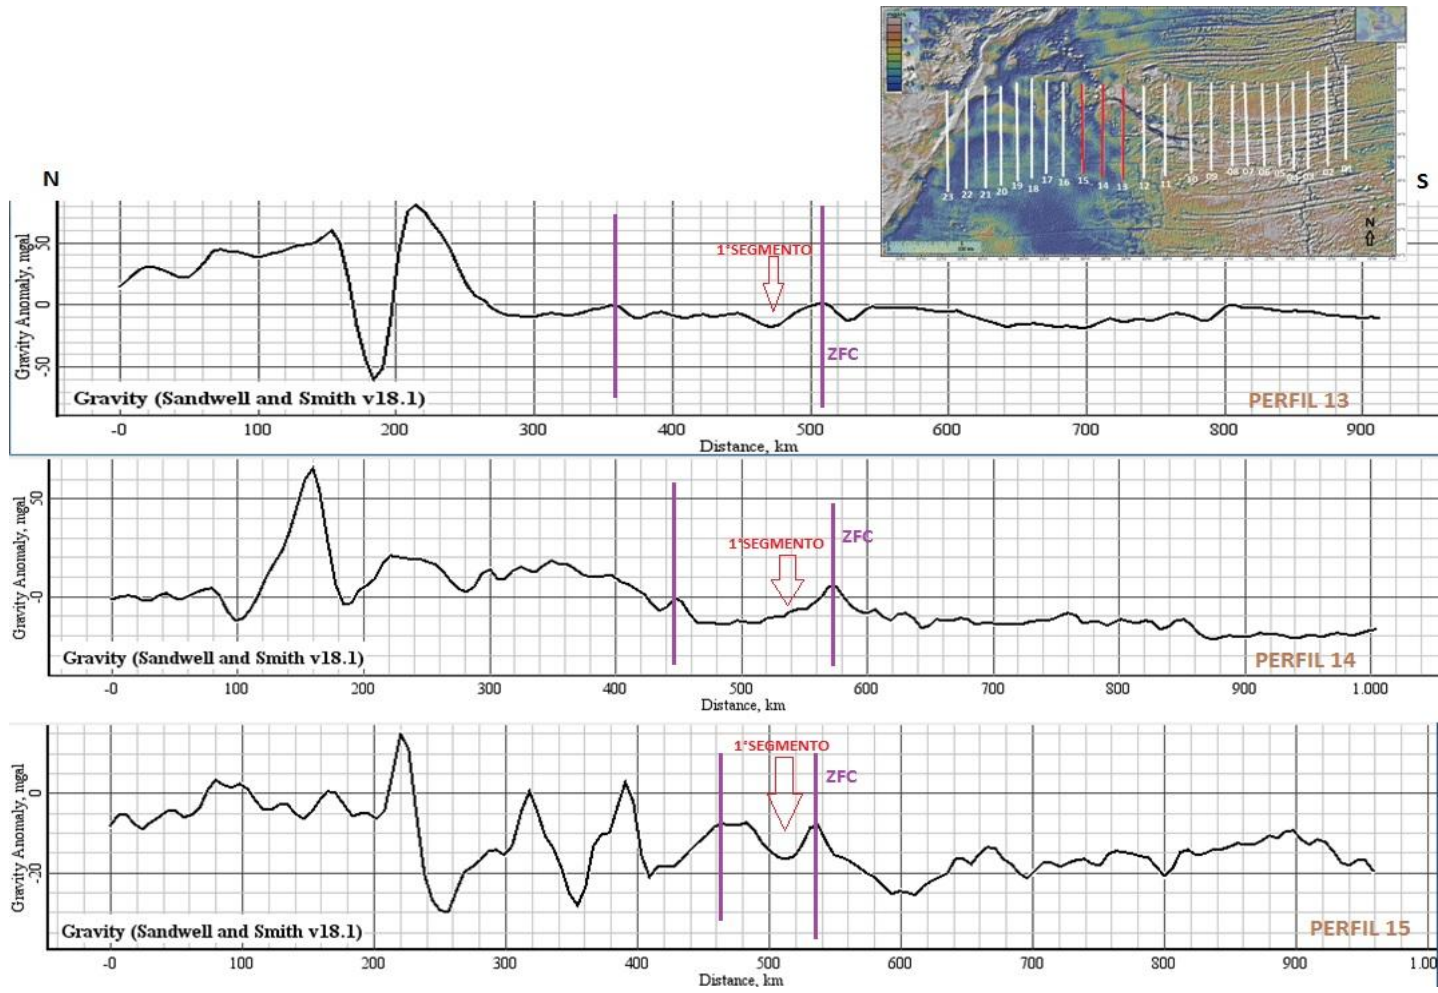 N
S
23 22 21 20 19 18 17 16 15 14 13 12 11 10 09 08 07 06 05 04 03 02 01
N
Gravity Anomaly, mgal
50
0
-50
1°SEGMENTO
ZFC
Gravity (Sandwell and Smith v18.1)
PERFIL 13
-0 100 200 300 400 500 600 700 800 900
Distance, km
Gravity Anomaly, mgal
50
-0
1°SEGMENTO
ZFC
Gravity (Sandwell and Smith v18.1)
PERFIL 14
-0 100 200 300 400 500 600 700 800 900 1.000
Distance, km
Gravity Anomaly, mgal
0
-20
1°SEGMENTO
ZFC
Gravity (Sandwell and Smith v18.1)
PERFIL 15
-0 100 200 300 400 500 600 700 800 900 1.00
Distance, km